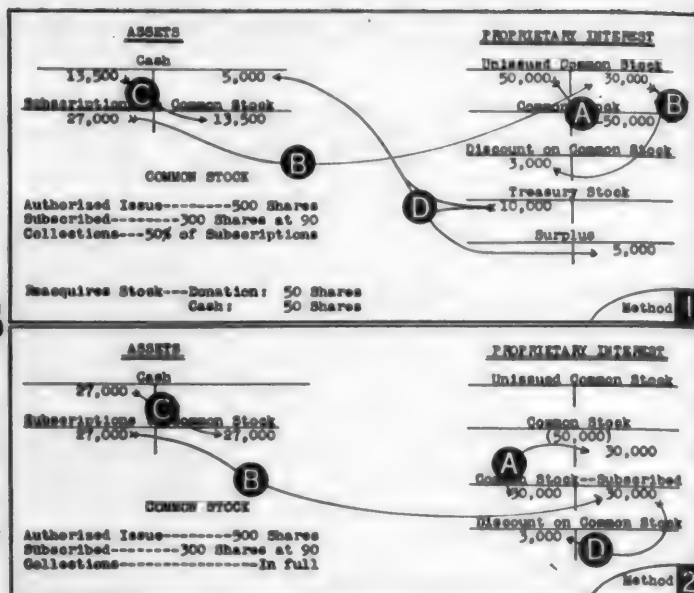 ASSETS
PROPRIETARY INTEREST
Cash
Unissued Common Stock
13,500 5,000
50,000 30,000
C
Common Stock
A
B
27,000 13,500
50,000
B
Discount on Common Stock
3,000
COMMON STOCK
Treasury Stock
Authorized Issue-------500 Shares
D
10,000
Subscribed--------300 Shares at 90
Collections---50% of Subscriptions
Surplus
5,000
Reacquires Stock---Donation: 50 Shares
Cash: 50 Shares
Method 1
ASSETS
PROPRIETARY INTEREST
Cash
Unissued Common Stock
27,000
C
Subscriptions Common Stock
Common Stock
(50,000)
27,000 27,000
30,000
A
B
Common Stock--Subscribed
30,000 30,000
COMMON STOCK
Discount on Common Stock
Authorized Issue--------500 Shares
3,000
D
Subscribed--------300 Shares at 90
Collections------------------In full
Method 2